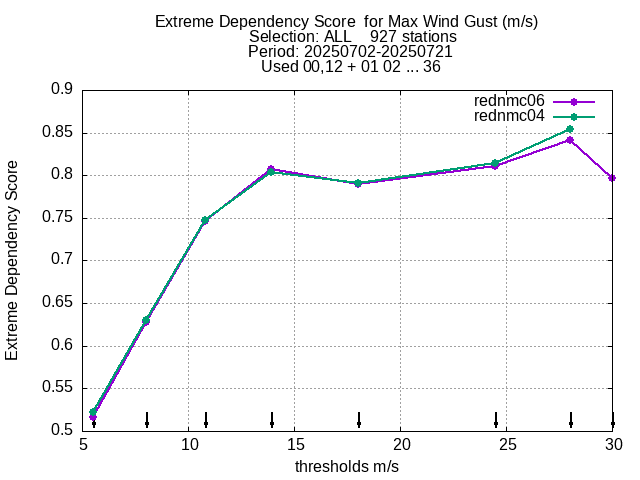 Extreme Dependency Score  for Max Wind Gust (m/s)
Selection: ALL    927 stations
Period: 20250702-20250721
Used 00,12 + 01 02 ... 36
rednmc06
rednmc04
0.9
0.85
0.8
0.75
0.7
0.65
0.6
0.55
0.5
Extreme Dependency Score
5 10 15 20 25 30
thresholds m/s